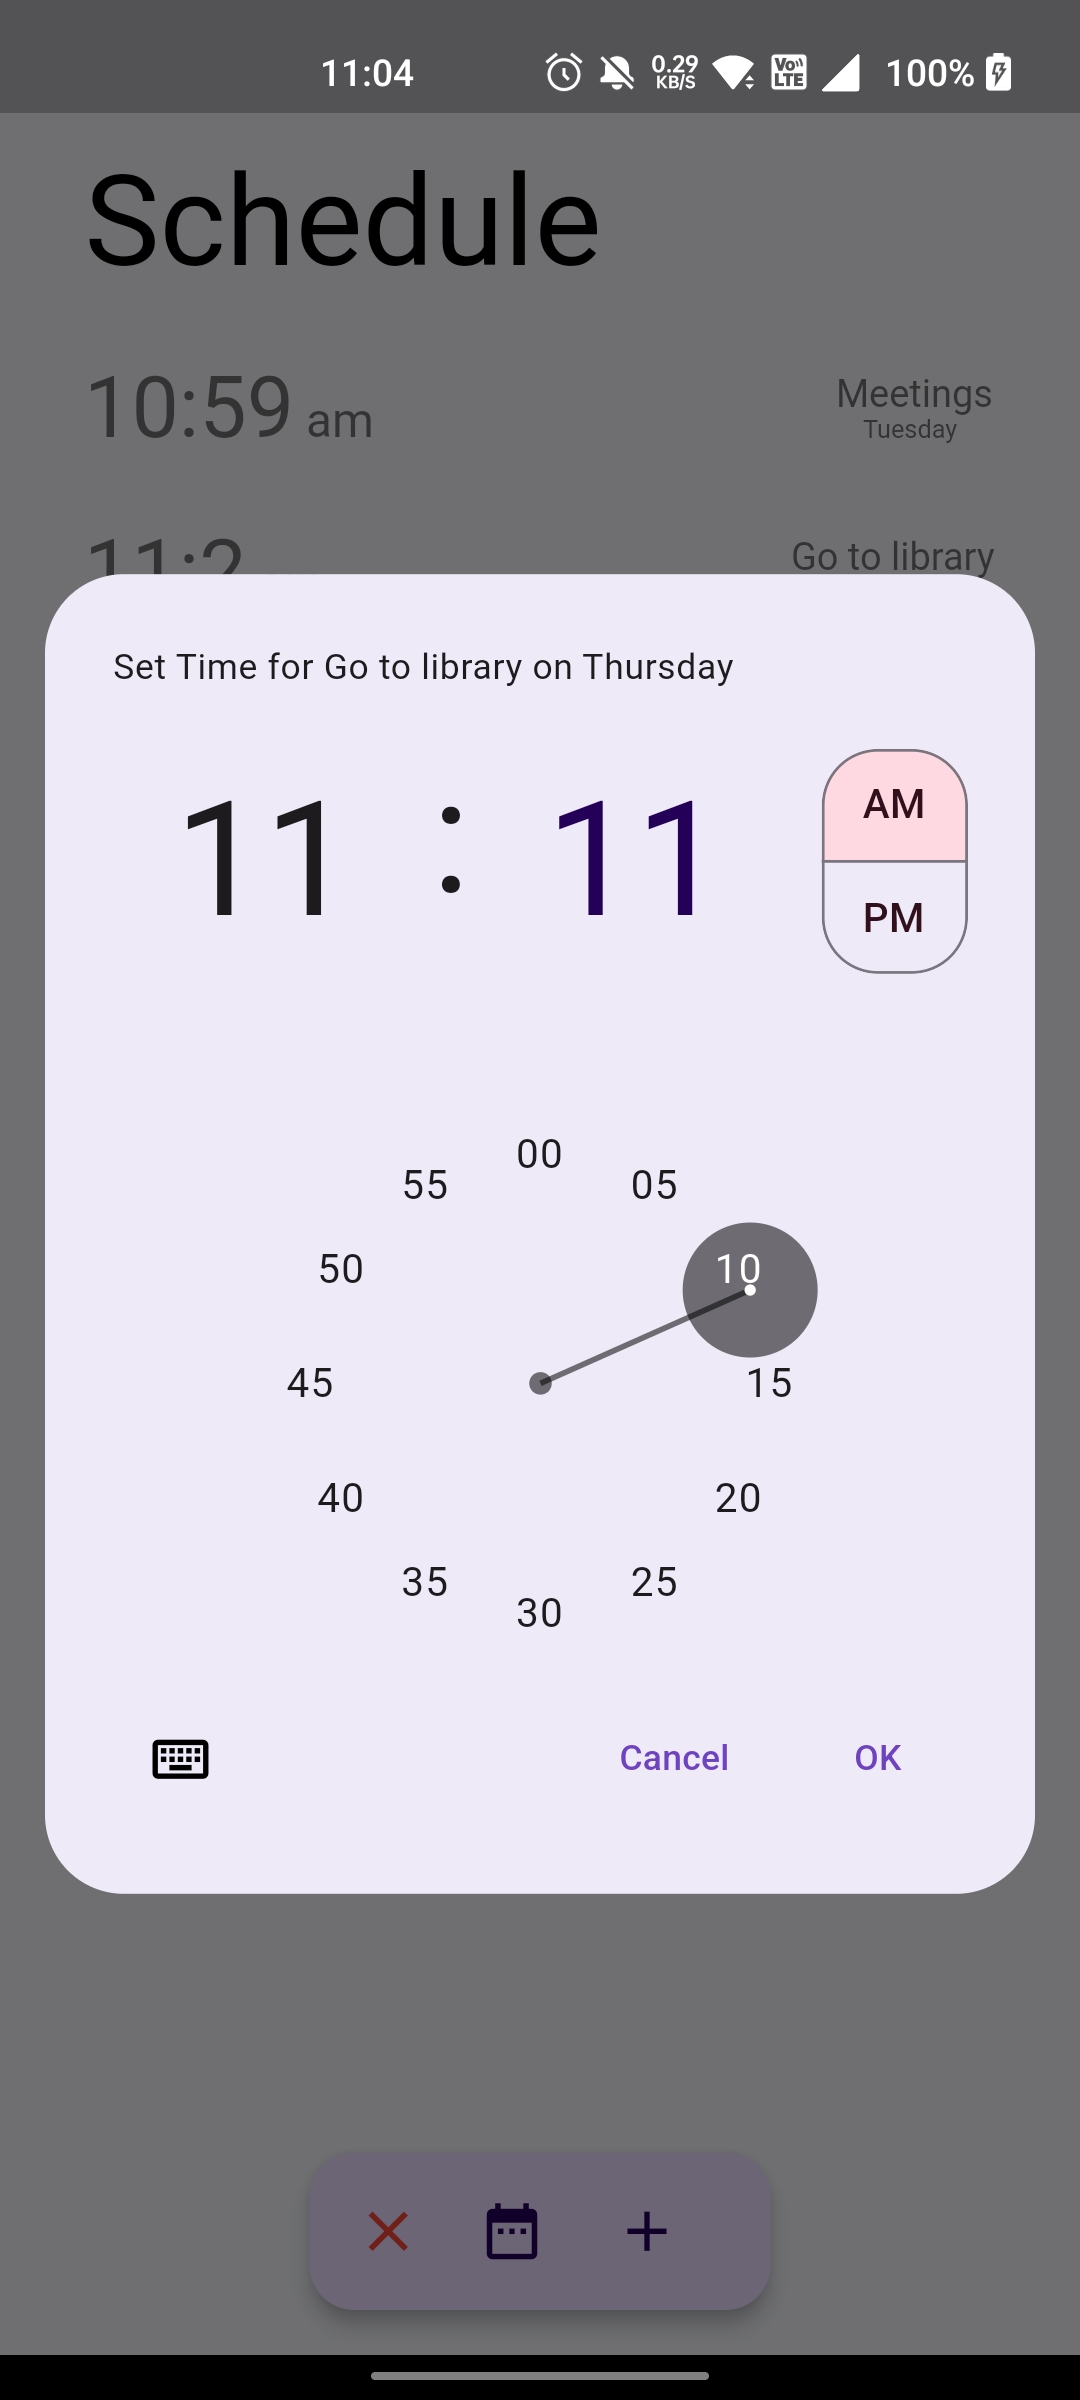 11:04 0.29 KB/S Vo LTE 100%
Schedule
10:59 am Meetings
Tuesday
11:2 Go to library
Set Time for Go to library on Thursday
11 : 11
AM
PM
00
55 05
50 10
45 15
40 20
35 25
30
Cancel OK